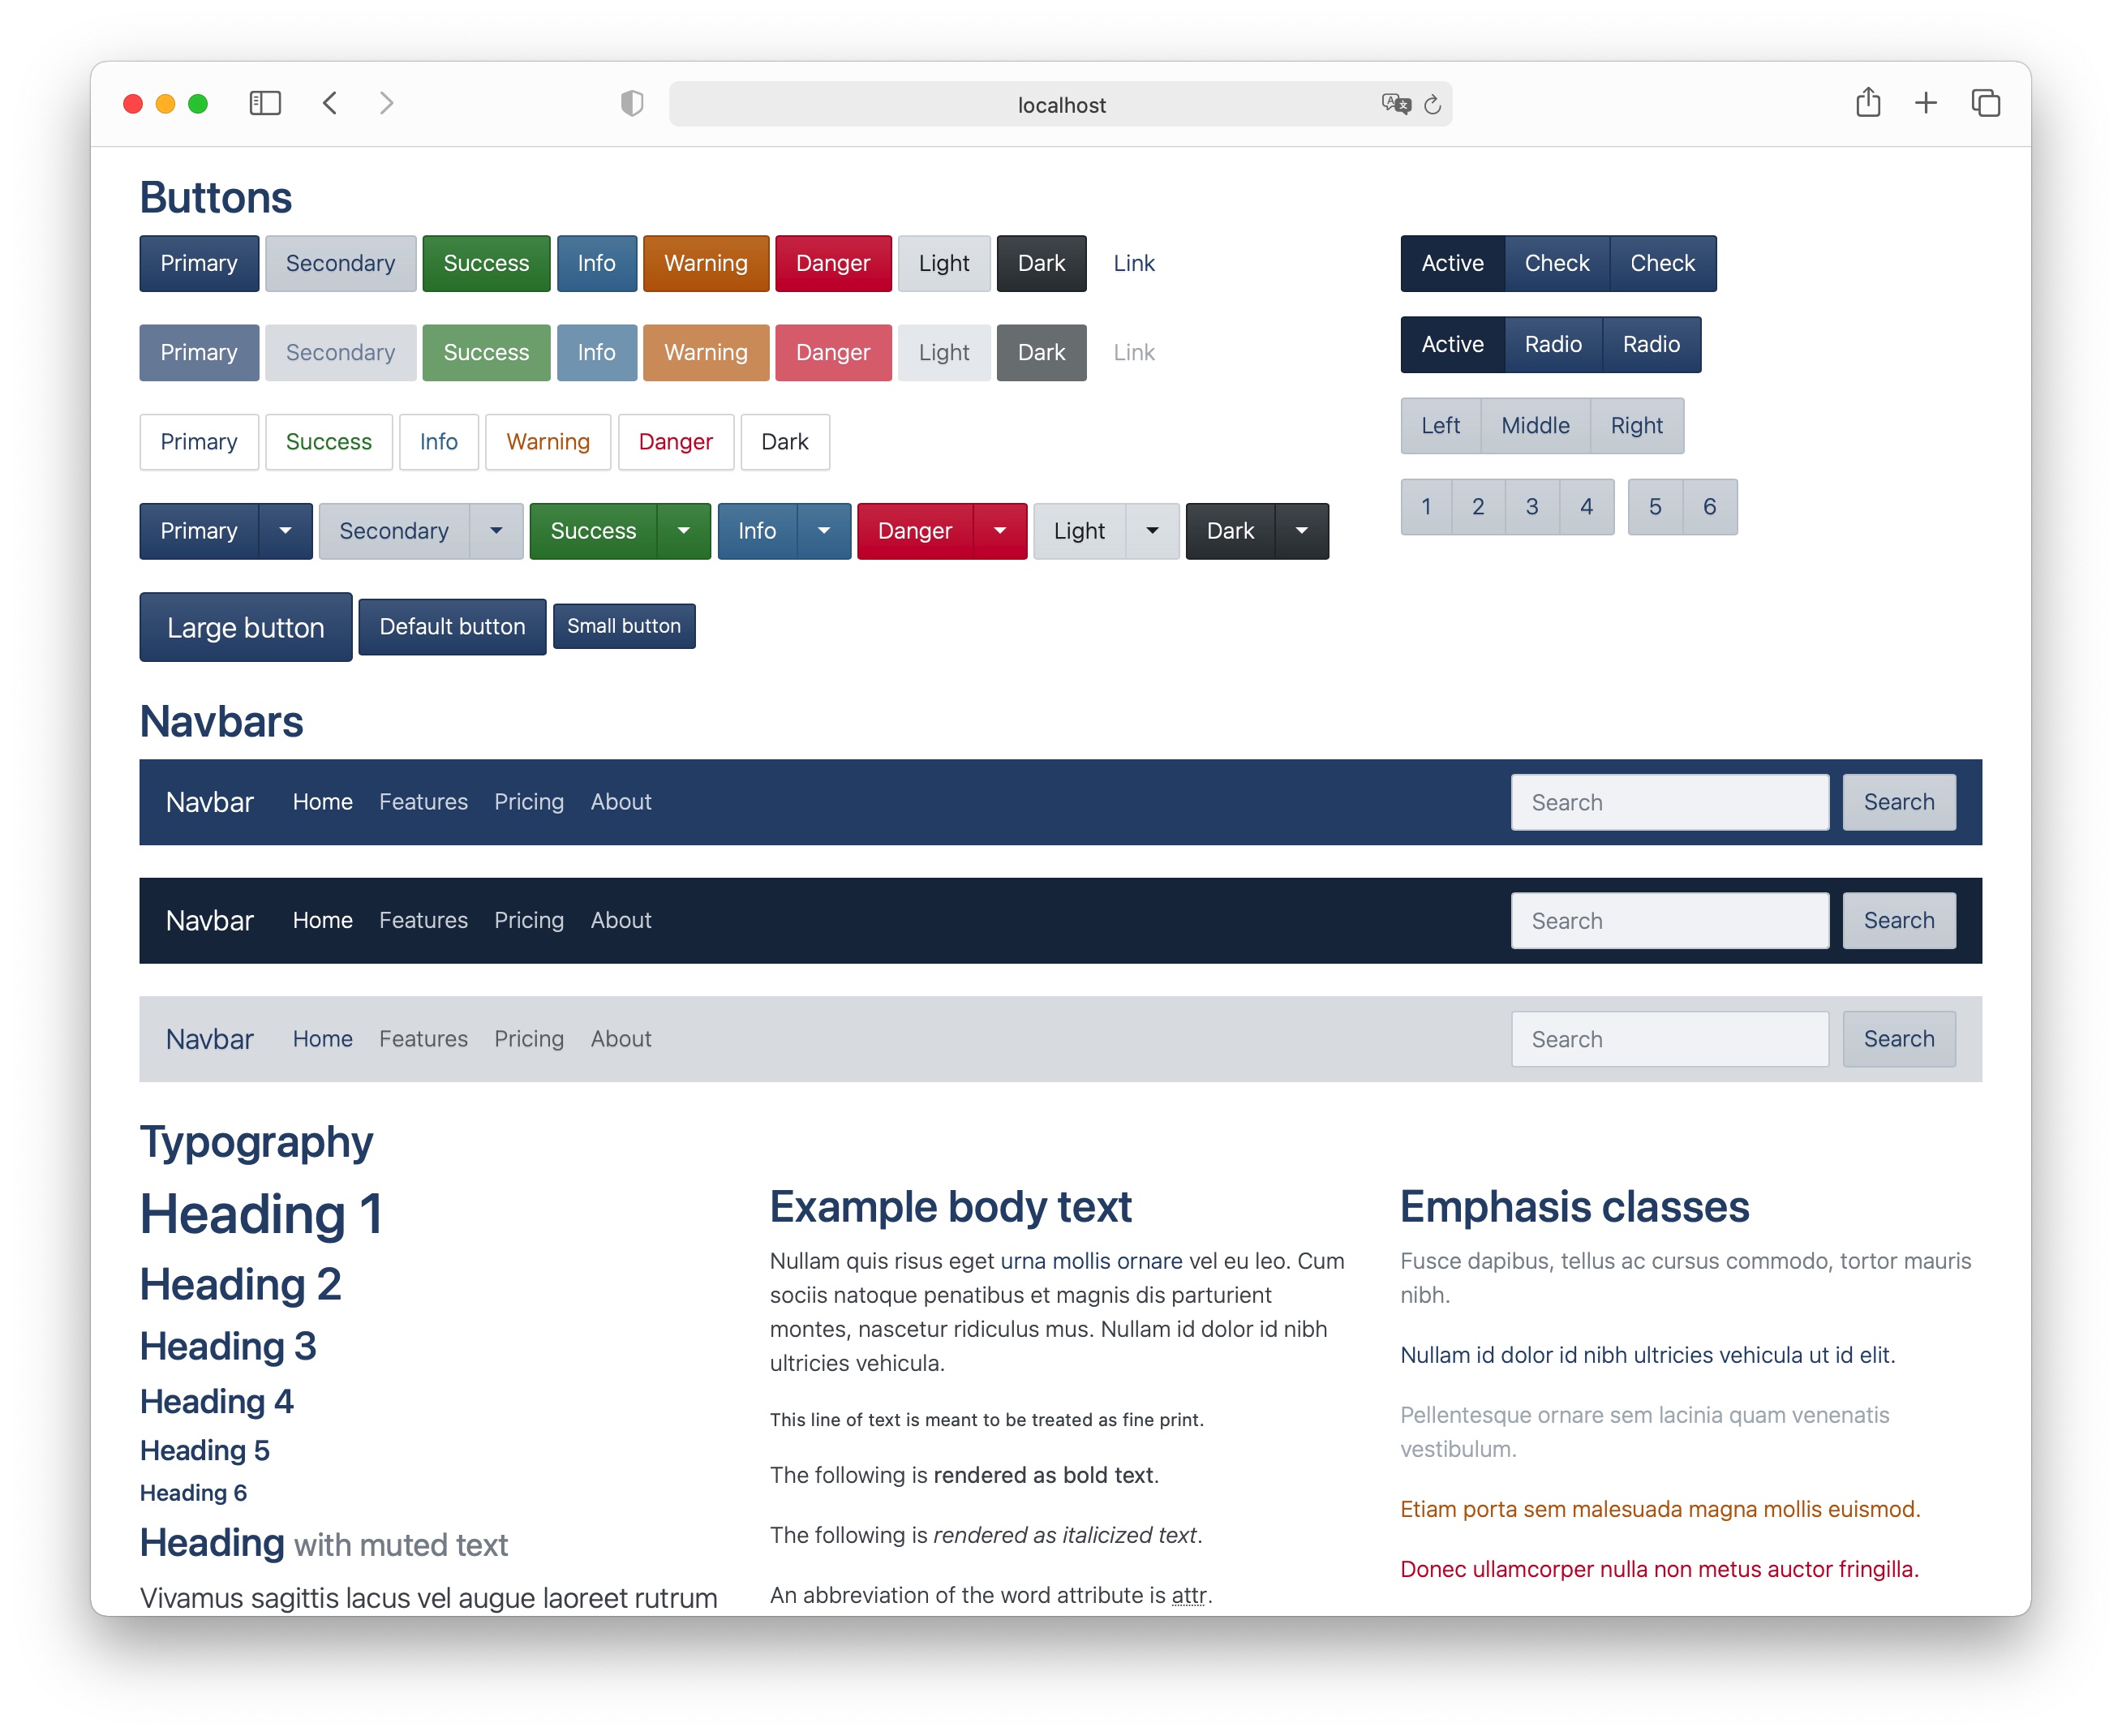 localhost
Buttons
Primary Secondary Success Info Warning Danger Light Dark Link
Primary Secondary Success Info Warning Danger Light Dark Link
Primary Success Info Warning Danger Dark
Primary Secondary Success Info Danger Light Dark
Large button Default button Small button
Active Check Check
Active Radio Radio
Left Middle Right
1 2 3 4 5 6
Navbars
Navbar Home Features Pricing About Search Search
Navbar Home Features Pricing About Search Search
Navbar Home Features Pricing About Search Search
Typography
Heading 1
Heading 2
Heading 3
Heading 4
Heading 5
Heading 6
Heading with muted text
Vivamus sagittis lacus vel augue laoreet rutrum
Example body text
Nullam quis risus eget urna mollis ornare vel eu leo. Cum
sociis natoque penatibus et magnis dis parturient
montes, nascetur ridiculus mus. Nullam id dolor id nibh
ultricies vehicula.
This line of text is meant to be treated as fine print.
The following is rendered as bold text.
The following is rendered as italicized text.
An abbreviation of the word attribute is attr.
Emphasis classes
Fusce dapibus, tellus ac cursus commodo, tortor mauris
nibh.
Nullam id dolor id nibh ultricies vehicula ut id elit.
Pellentesque ornare sem lacinia quam venenatis
vestibulum.
Etiam porta sem malesuada magna mollis euismod.
Donec ullamcorper nulla non metus auctor fringilla.